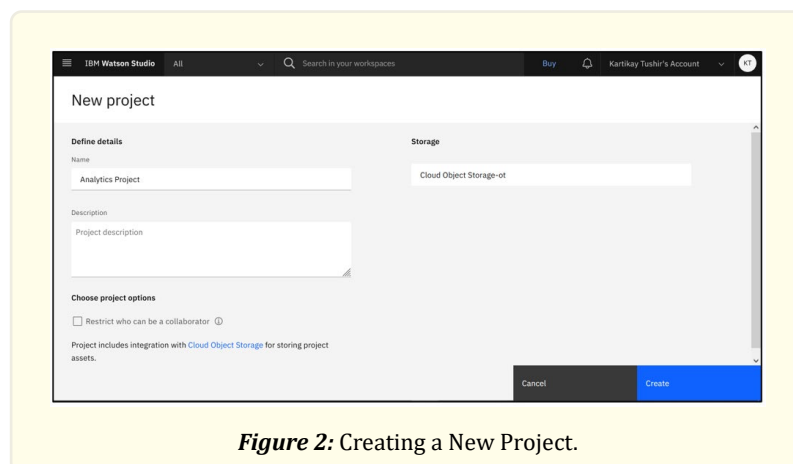 IBM Watson Studio All Search in your workspaces Buy Kartikay Tushir's Account KT
New project
Define details
Name
Analytics Project
Description
Project description
Choose project options
Restrict who can be a collaborator
Project includes integration with Cloud Object Storage for storing project
assets.
Storage
Cloud Object Storage-ot
Cancel Create
Figure 2: Creating a New Project.